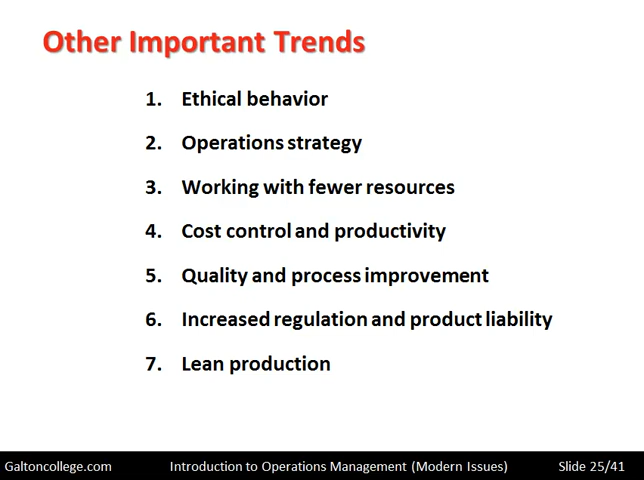 Other Important Trends
1. Ethical behavior
2. Operations strategy
3. Working with fewer resources
4. Cost control and productivity
5. Quality and process improvement
6. Increased regulation and product liability
7. Lean production
Galtoncollege.com Introduction to Operations Management (Modern Issues) Slide 25/41